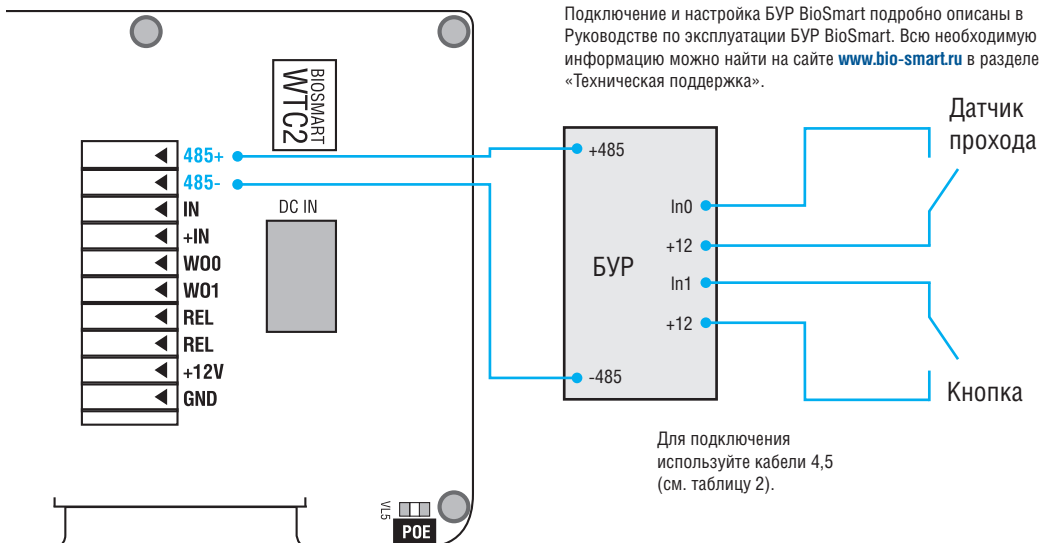 Подключение и настройка БУР BioSmart подробно описаны в
Руководстве по эксплуатации БУР BioSmart. Всю необходимую
информацию можно найти на сайте www.bio-smart.ru в разделе
«Техническая поддержка».
BIOSMART
WTC2
485+
485-
IN
+IN
WO0
WO1
REL
REL
+12V
GND
DC IN
VL5
POE
БУР
+485
-485
In0
+12
In1
+12
Датчик
прохода
Кнопка
Для подключения
используйте кабели 4,5
(см. таблицу 2).